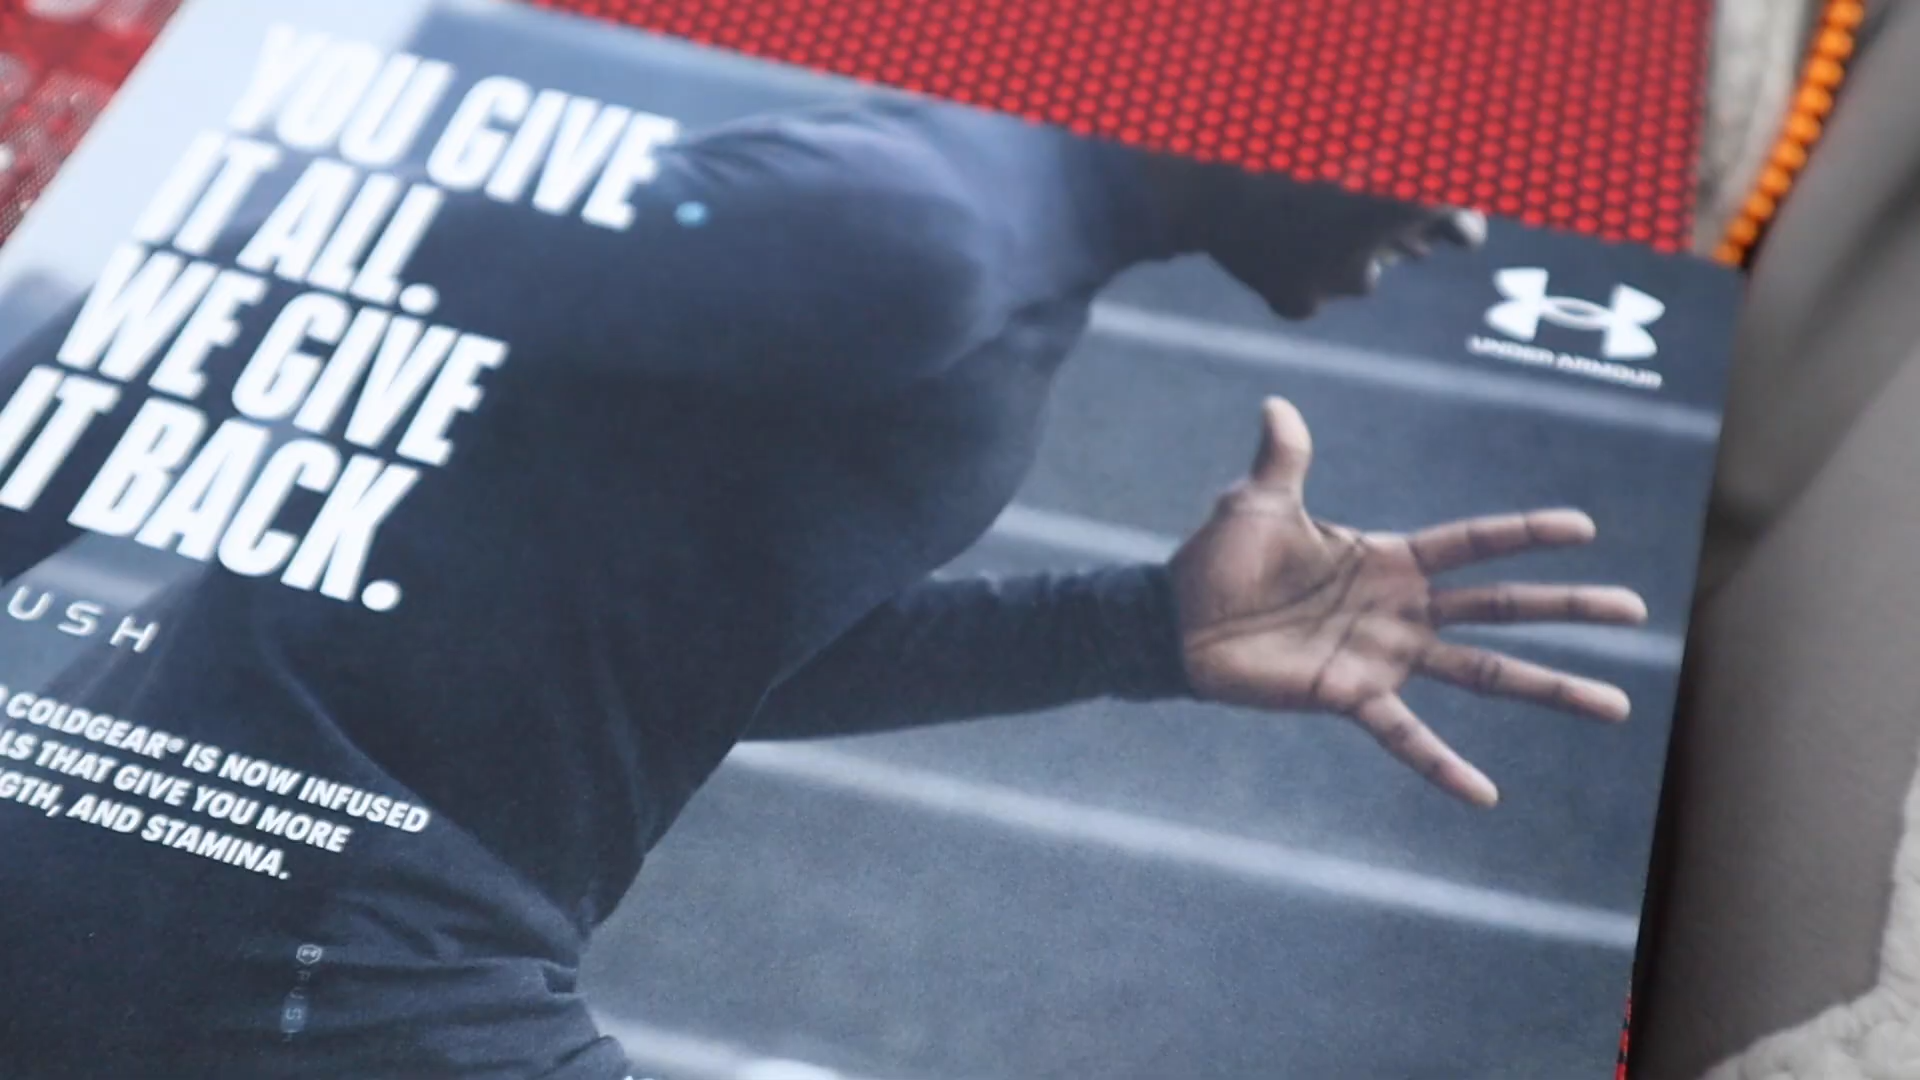 YOU GIVE
IT ALL.
WE GIVE
IT BACK.
UNDER ARMOUR
USH
COLDGEAR® IS NOW INFUSED
LS THAT GIVE YOU MORE
GTH, AND STAMINA.